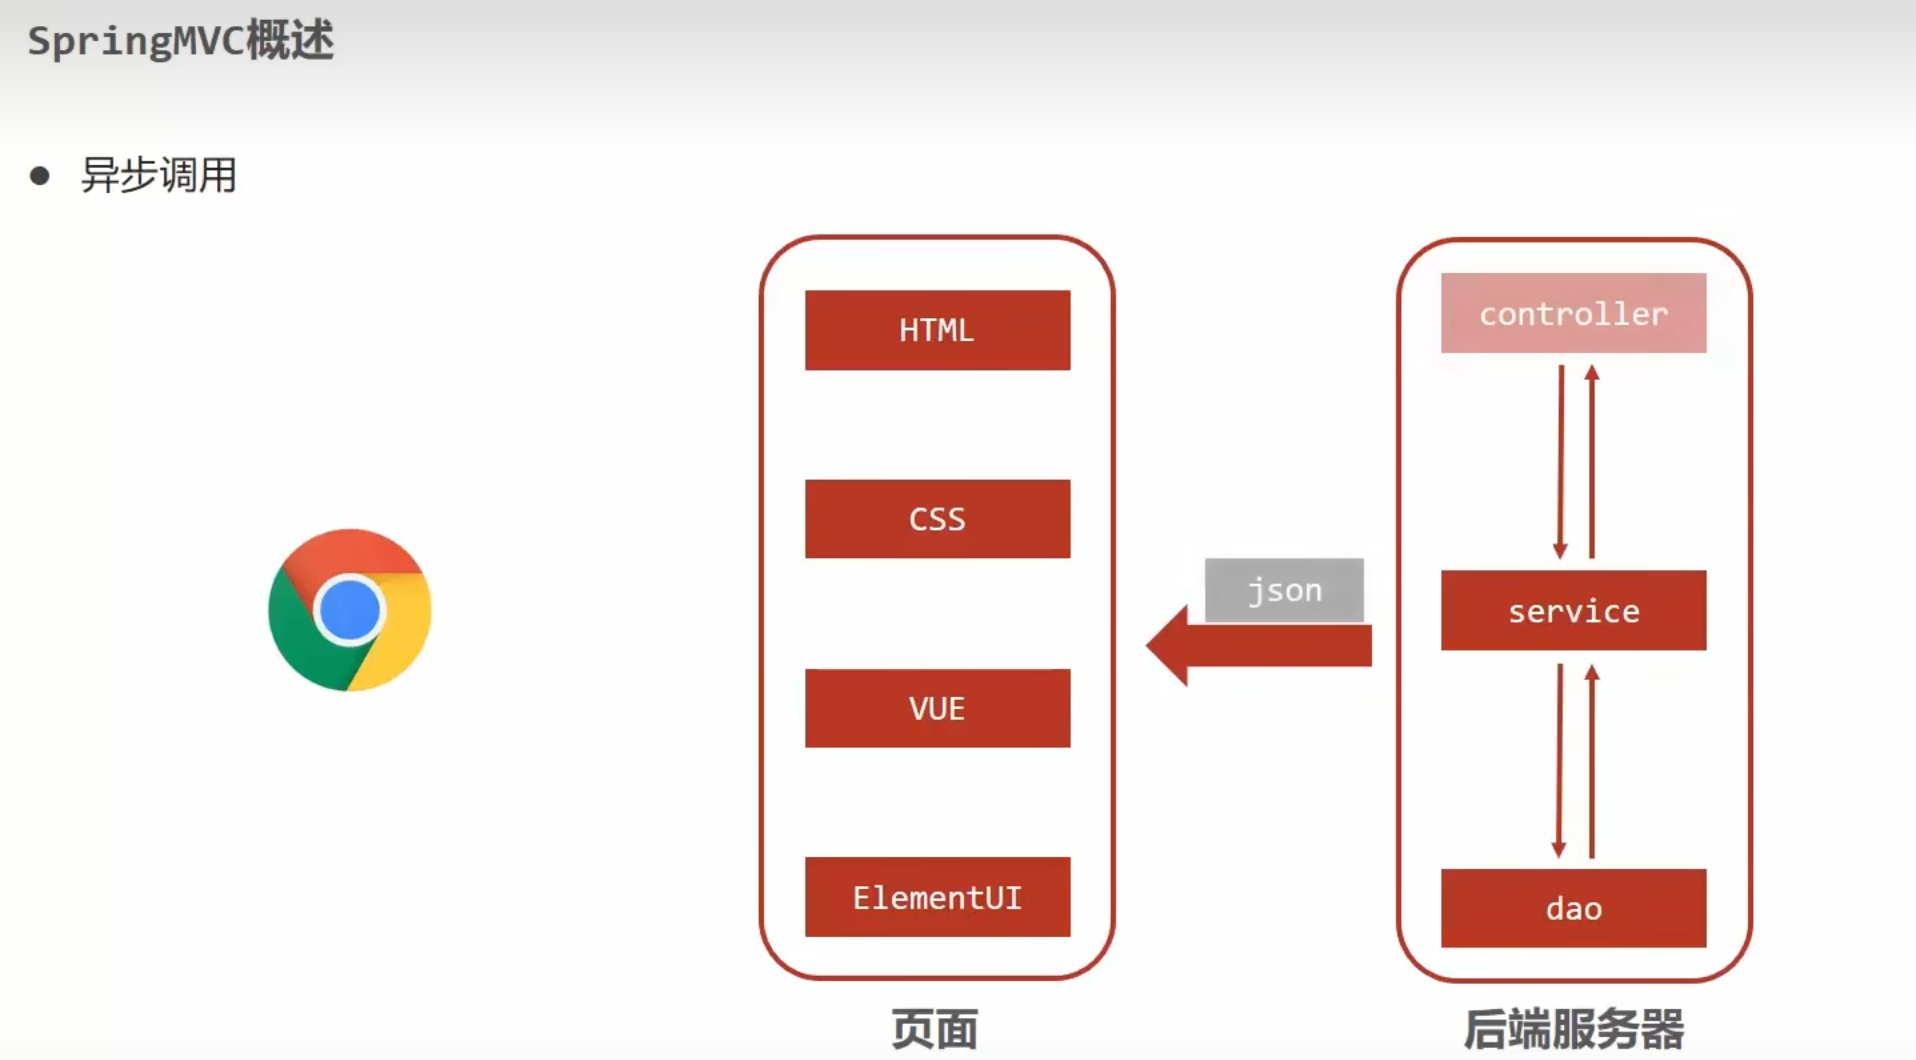 SpringMVC概述
● 异步调用
HTML
CSS
VUE
ElementUI
页面
json
controller
service
dao
后端服务器